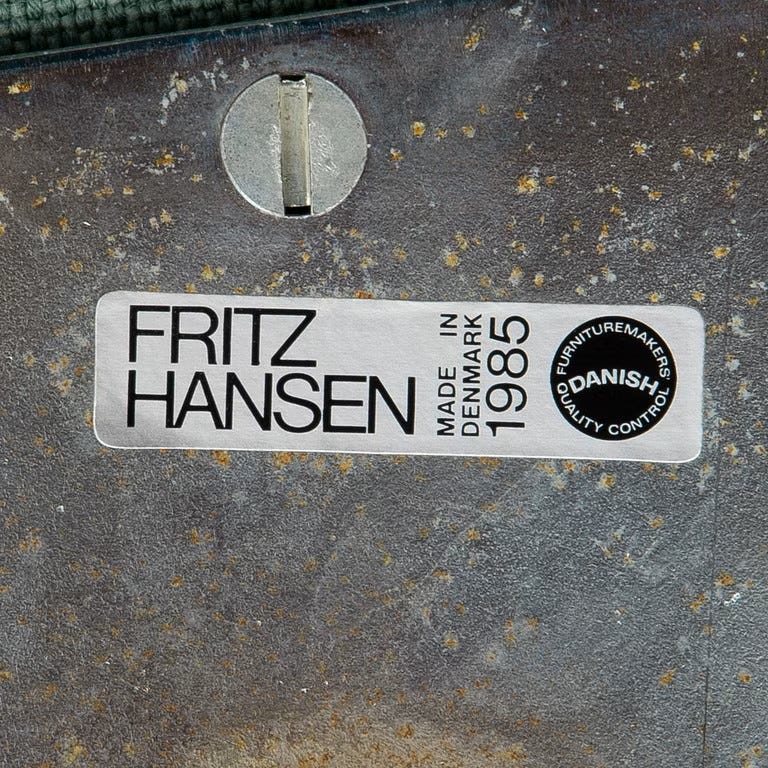 FRITZ
HANSEN
MADE IN
DENMARK
1985
FURNITUREMAKERS'
DANISH
QUALITY CONTROL